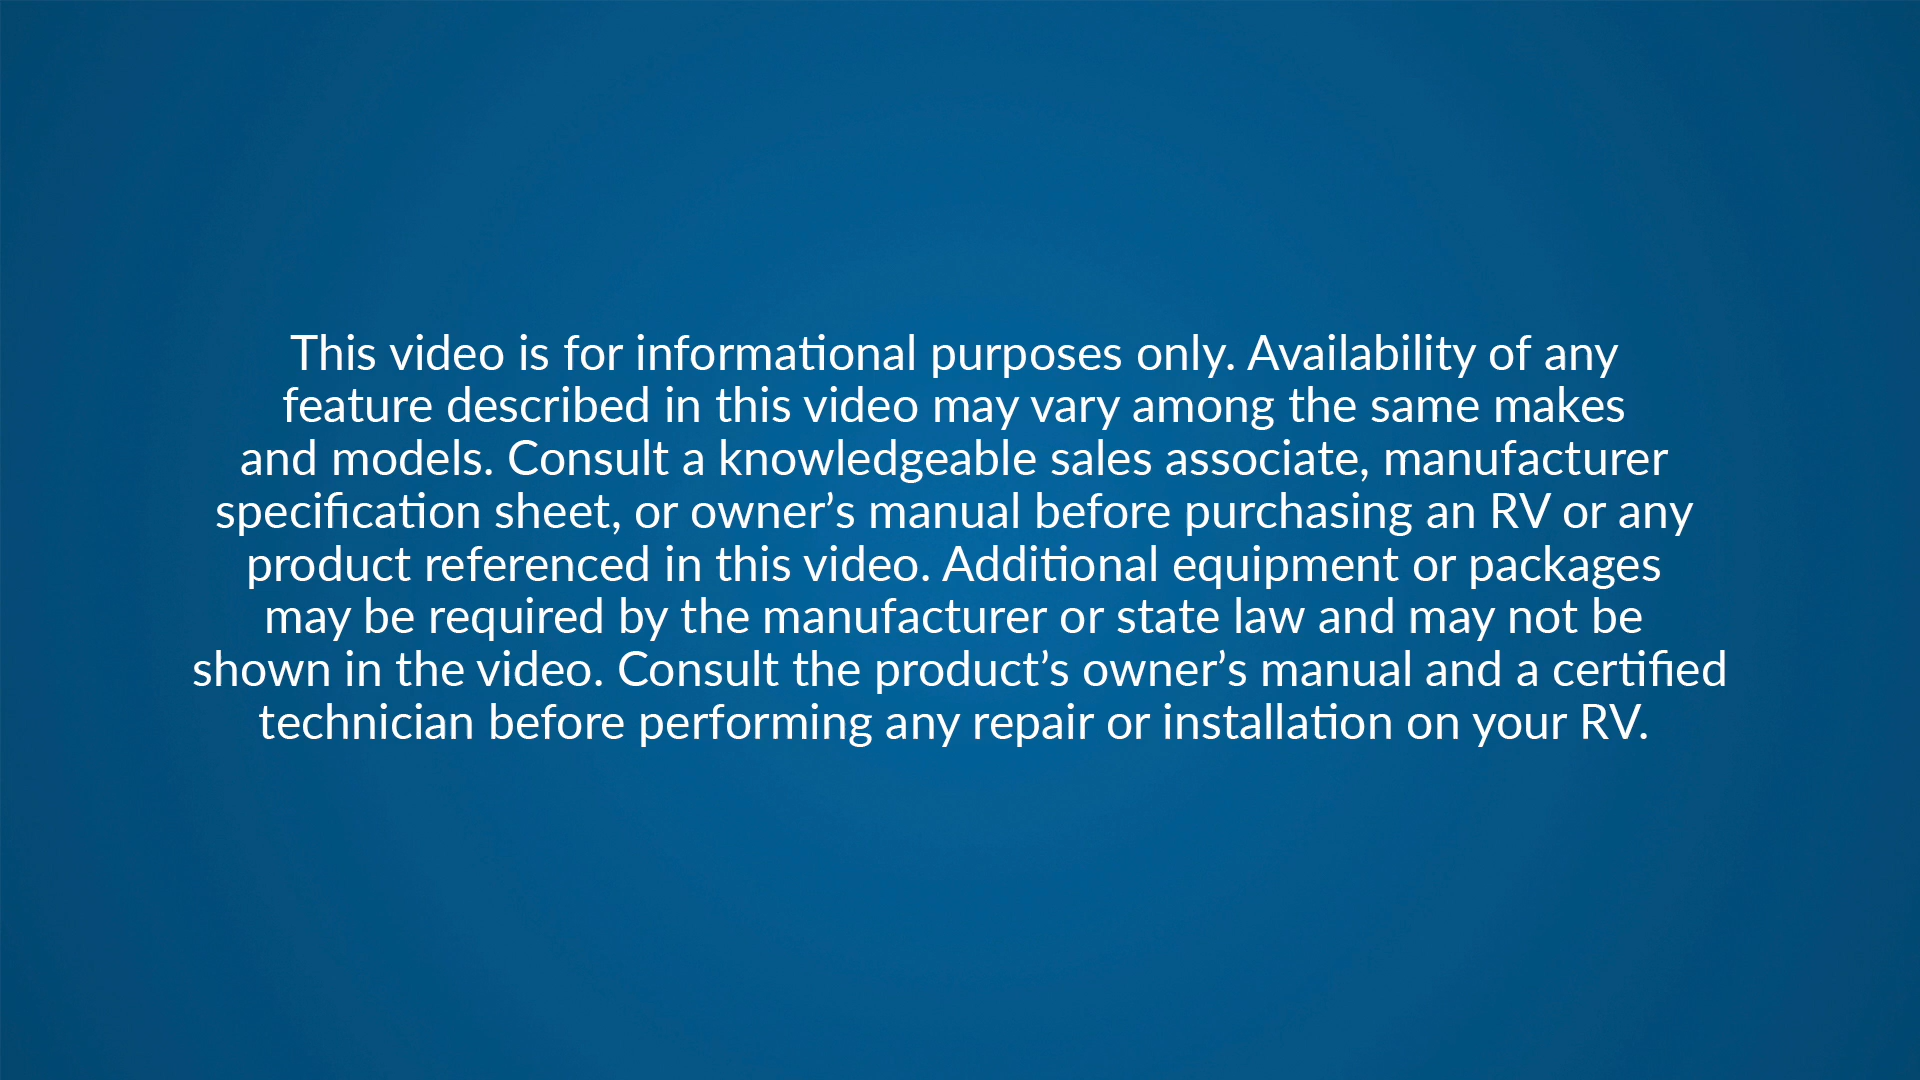 This video is for informational purposes only. Availability of any
feature described in this video may vary among the same makes
and models. Consult a knowledgeable sales associate, manufacturer
specification sheet, or owner’s manual before purchasing an RV or any
product referenced in this video. Additional equipment or packages
may be required by the manufacturer or state law and may not be
shown in the video. Consult the product’s owner’s manual and a certified
technician before performing any repair or installation on your RV.